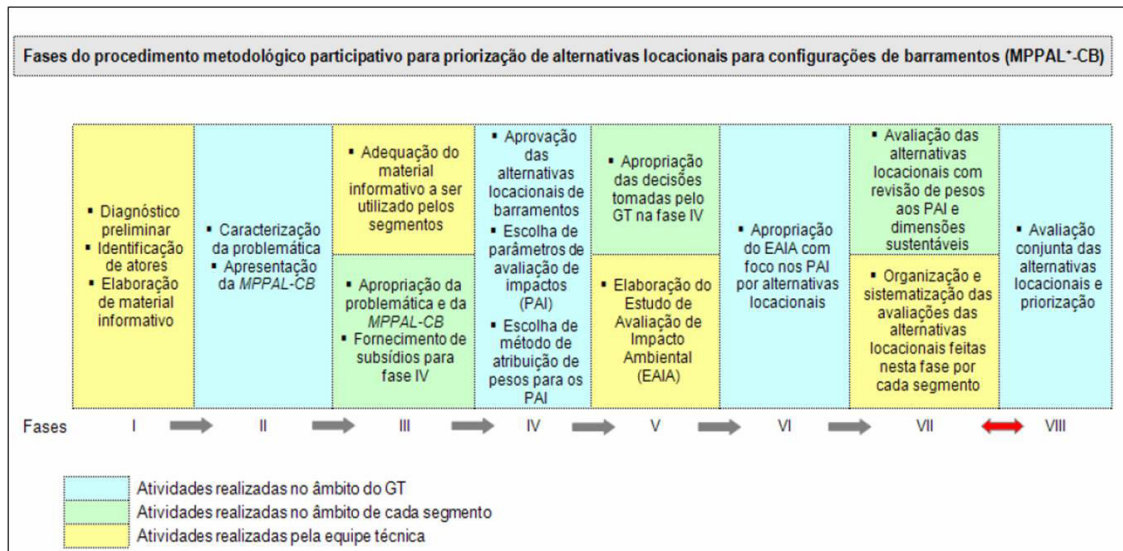 Fases do procedimento metodológico participativo para priorização de alternativas locacionais para configurações de barramentos (MPPAL⁺-CB)
▪ Diagnóstico
preliminar
▪ Identificação
de atores
▪ Elaboração
de material
informativo
▪ Caracterização
da problemática
▪ Apresentação
da MPPAL-CB
▪ Adequação do
material
informativo a ser
utilizado pelos
segmentos
▪ Apropriação da
problemática e da
MPPAL-CB
▪ Fornecimento de
subsídios para
fase IV
▪ Aprovação
das
alternativas
locacionais de
barramentos
▪ Escolha de
parâmetros de
avaliação de
impactos
(PAI)
▪ Escolha de
método de
atribuição de
pesos para os
PAI
▪ Apropriação
das decisões
tomadas pelo
GT na fase IV
▪ Elaboração do
Estudo de
Avaliação de
Impacto
Ambiental
(EAIA)
▪ Apropriação
do EAIA com
foco nos PAI
por alternativas
locacionais
▪ Avaliação das
alternativas
locacionais com
revisão de pesos
aos PAI e
dimensões
sustentáveis
▪ Organização e
sistematização das
avaliações das
alternativas
locacionais feitas
nesta fase por
cada segmento
▪ Avaliação
conjunta das
alternativas
locacionais e
priorização
Fases I II III IV V VI VII VIII
Atividades realizadas no âmbito do GT
Atividades realizadas no âmbito de cada segmento
Atividades realizadas pela equipe técnica